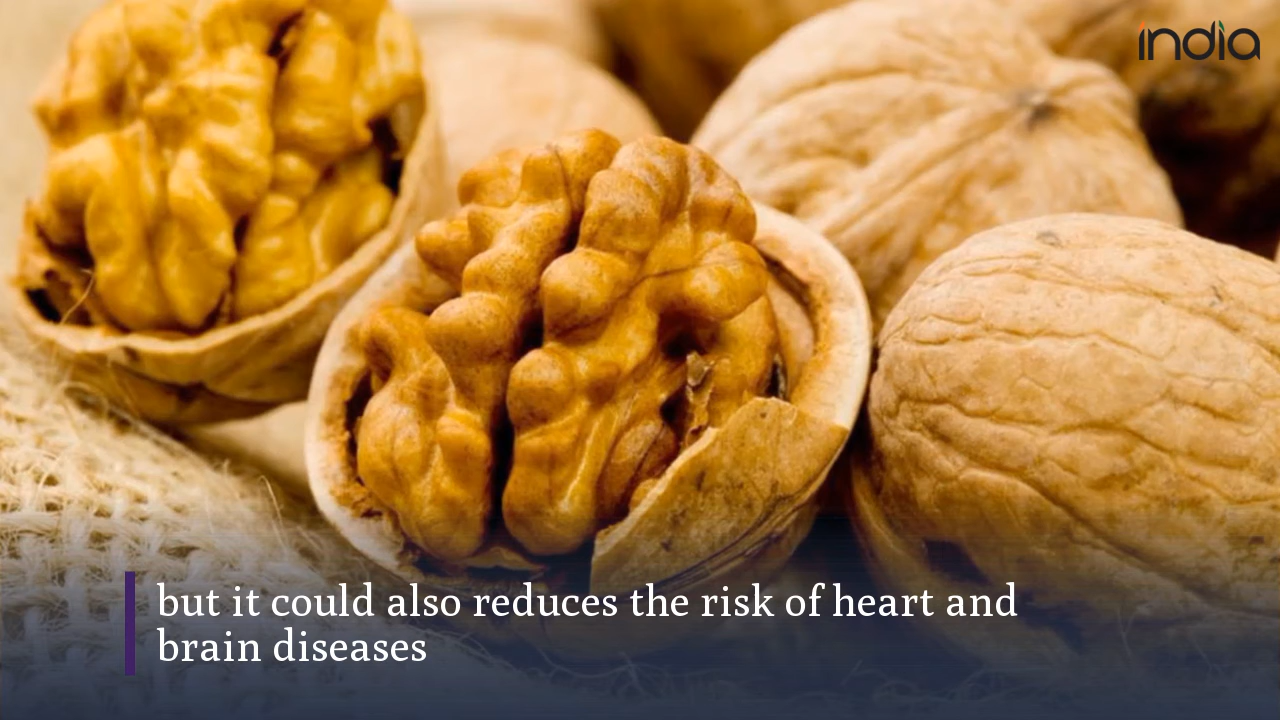 india
but it could also reduces the risk of heart and
brain diseases